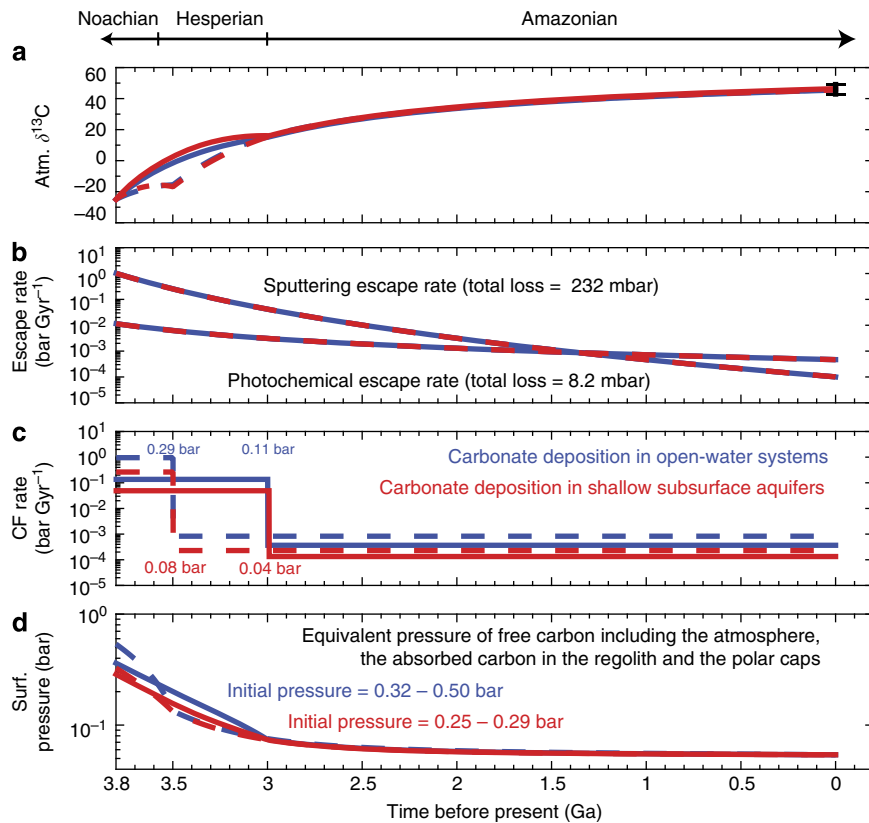 Noachian Hesperian Amazonian
a
60
40
20
0
−20
−40
Atm. δ¹³C
b
10¹
10⁰
10⁻¹
10⁻²
10⁻³
10⁻⁴
10⁻⁵
Escape rate
(bar Gyr⁻¹)
Sputtering escape rate (total loss = 232 mbar)
Photochemical escape rate (total loss = 8.2 mbar)
c
10¹
10⁰
10⁻¹
10⁻²
10⁻³
10⁻⁴
10⁻⁵
CF rate
(bar Gyr⁻¹)
0.29 bar 0.11 bar
Carbonate deposition in open-water systems
Carbonate deposition in shallow subsurface aquifers
0.08 bar 0.04 bar
d
10⁰
10⁻¹
Surf.
pressure (bar)
Equivalent pressure of free carbon including the atmosphere,
the absorbed carbon in the regolith and the polar caps
Initial pressure = 0.32 – 0.50 bar
Initial pressure = 0.25 – 0.29 bar
3.8 3.5 3 2.5 2 1.5 1 0.5 0
Time before present (Ga)